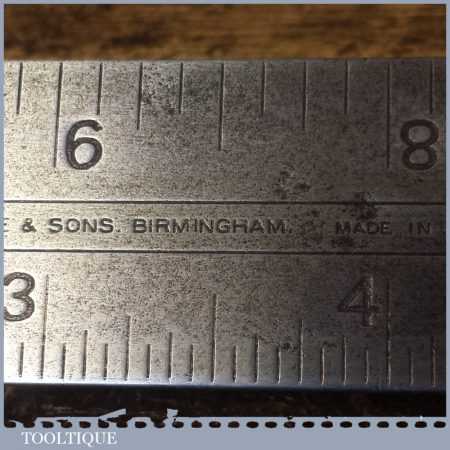 6 8
E & SONS. BIRMINGHAM. MADE IN
3 4
TOOLTIQUE